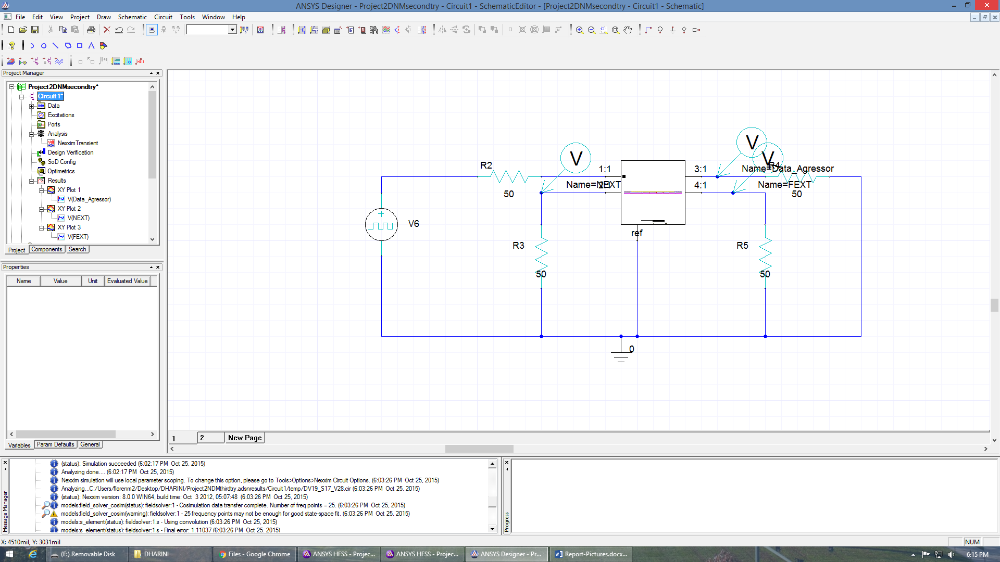 ANSYS Designer - Project2DNMsecondtry - Circuit1 - SchematicEditor - [Project2DNMsecondtry - Circuit1 - Schematic]
File Edit View Project Draw Schematic Circuit Tools Window Help
Project Manager
Project2DNMsecondtry*
Circuit1*
Data
Excitations
Ports
Analysis
NexximTransient
Design Verification
SoD Config
Optimetrics
Results
XY Plot 1
V(Data_Agressor)
XY Plot 2
V(NEXT)
XY Plot 3
V(FEXT)
Project Components Search
Properties
Name Value Unit Evaluated Value
Variables Param Defaults General
V
V
V
R2
50
1:1
Name=NEXT
3:1
4:1
Name=Data_Agressor
R4
Name=FEXT
50
V6
ref
R3
50
R5
50
0
1 2 New Page
Message Manager
(status): Simulation succeeded (6:02:17 PM Oct 25, 2015)
Analyzing done.... (6:02:17 PM Oct 25, 2015)
Nexxim simulation will use local parameter scoping. To change this option, please go to Tools>Options>Nexxim Circuit Options. (6:03:26 PM Oct 25, 2015)
Analyzing...C:/Users/florenm2/Desktop/DHARINI/Project2NDMthirdtry.adsnresults/Circuit1/temp/DV19_S17_V28.cir (6:03:26 PM Oct 25, 2015)
(status): Nexxim version: 8.0.0 WIN64, build time: Oct 3 2012, 05:07:48 (6:03:26 PM Oct 25, 2015)
models:field_solver_cosim(status): fieldsolver:1 - Cosimulation data transfer complete. Number of freq points = 25. (6:03:26 PM Oct 25, 2015)
models:field_solver_cosim(warning): fieldsolver:1 - 25 frequency points may not be enough for good state-space fit. (6:03:26 PM Oct 25, 2015)
models:s_element(status): fieldsolver:1.s - Using convolution (6:03:26 PM Oct 25, 2015)
models:s_element(status): fieldsolver:1.s - Final error: 1.11037 (6:03:26 PM Oct 25, 2015)
Progress
X: 4510mil, Y: 3031mil
NUM
(E:) Removable Disk
DHARINI
Files - Google Chrome
ANSYS HFSS - Projec...
ANSYS HFSS - Projec...
ANSYS Designer - Pr...
Report-Pictures.docx...
6:15 PM